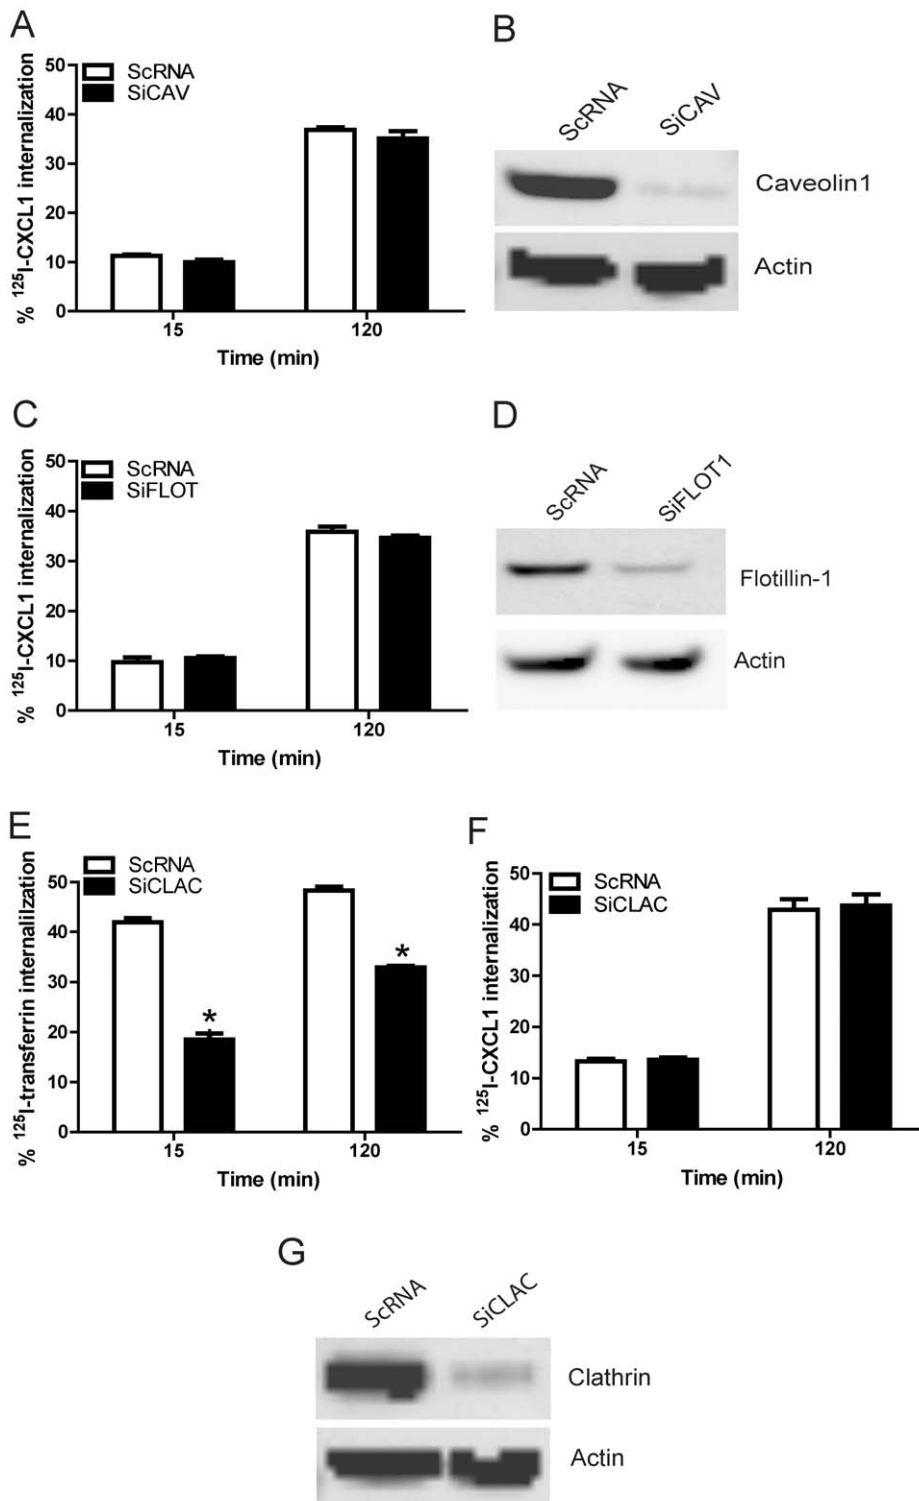 A
50
40
30
20
10
0
% ¹²⁵I-CXCL1 internalization
ScRNA
SiCAV
15
120
Time (min)
B
ScRNA
SiCAV
Caveolin1
Actin
C
50
40
30
20
10
0
% ¹²⁵I-CXCL1 internalization
ScRNA
SiFLOT
15
120
Time (min)
D
ScRNA
SiFLOT1
Flotillin-1
Actin
E
50
40
30
20
10
0
% ¹²⁵I-transferrin internalilzation
ScRNA
SiCLAC
*
*
15
120
Time (min)
F
50
40
30
20
10
0
% ¹²⁵I-CXCL1 internalization
ScRNA
SiCLAC
15
120
Time (min)
G
ScRNA
SiCLAC
Clathrin
Actin